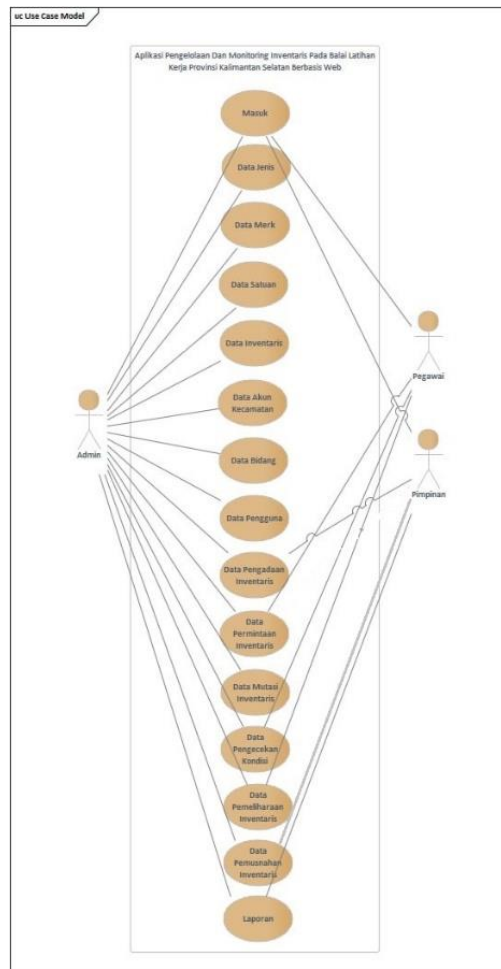 uc Use Case Model
Aplikasi Pengelolaan Dan Monitoring Inventaris Pada Balai Latihan
Kerja Provinsi Kalimantan Selatan Berbasis Web
Masuk
Data Jenis
Data Merk
Data Satuan
Data Inventaris
Data Akun
Kecamatan
Data Bidang
Data Pengguna
Data Pengadaan
Inventaris
Data
Permintaan
Inventaris
Data Mutasi
Inventaris
Data
Pengecekan
Kondisi
Data
Pemeliharaan
Inventaris
Data
Pemusnahan
Inventaris
Laporan
Admin
Pegawai
Pimpinan